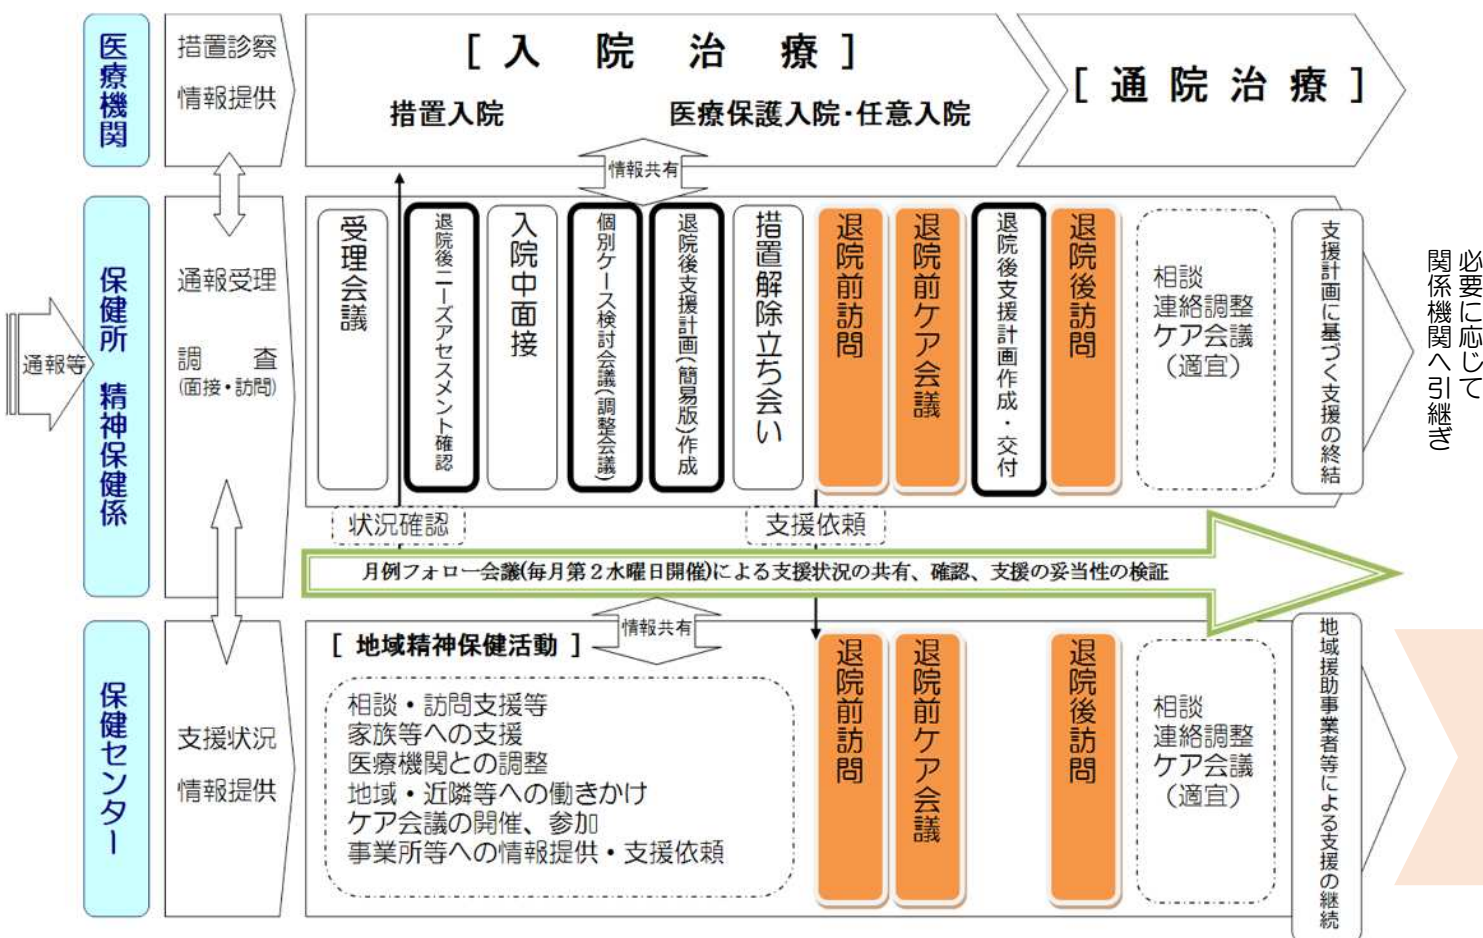 医療機関
措置診察
情報提供
[ 入 院 治 療 ]
措置入院
医療保護入院・任意入院
[ 通 院 治 療 ]
情報共有
通報等
保健所 精神保健係
通報受理
調 査
(面接・訪問)
受理会議
退院後ニーズアセスメント確認
入院中面接
個別ケース検討会議(調整会議)
退院後支援計画(簡易版)作成
措置解除立ち会い
退院前訪問
退院前ケア会議
退院後支援計画作成・交付
退院後訪問
相談
連絡調整
ケア会議
(適宜)
支援計画に基づく支援の終結
必要に応じて
関係機関へ引継ぎ
状況確認
支援依頼
月例フォロー会議(毎月第2水曜日開催)による支援状況の共有、確認、支援の妥当性の検証
情報共有
保健センター
支援状況
情報提供
[ 地域精神保健活動 ]
相談・訪問支援等
家族等への支援
医療機関との調整
地域・近隣等への働きかけ
ケア会議の開催、参加
事業所等への情報提供・支援依頼
退院前訪問
退院前ケア会議
退院後訪問
相談
連絡調整
ケア会議
(適宜)
地域援助事業者等による支援の継続